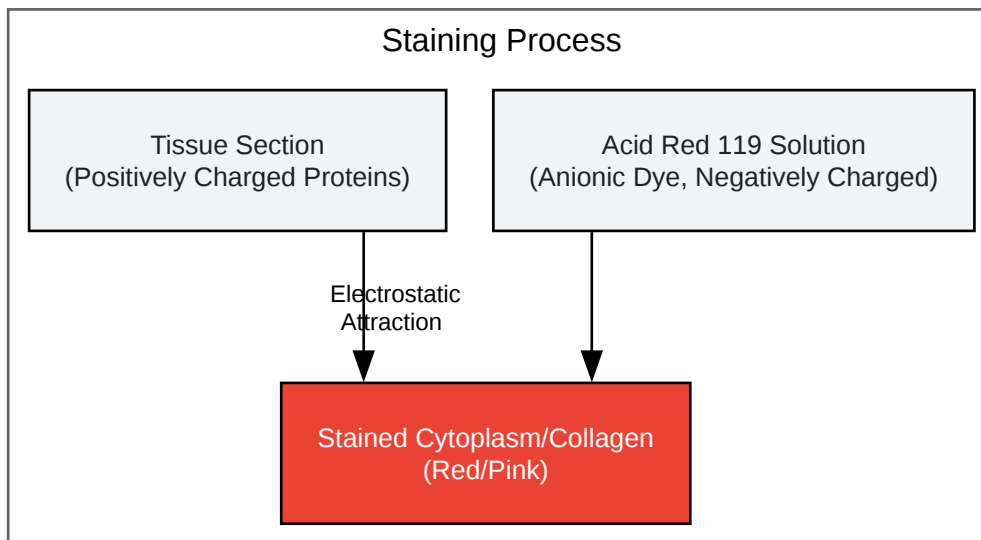 Staining Process
Tissue Section
(Positively Charged Proteins)
Acid Red 119 Solution
(Anionic Dye, Negatively Charged)
Electrostatic
Attraction
Stained Cytoplasm/Collagen
(Red/Pink)